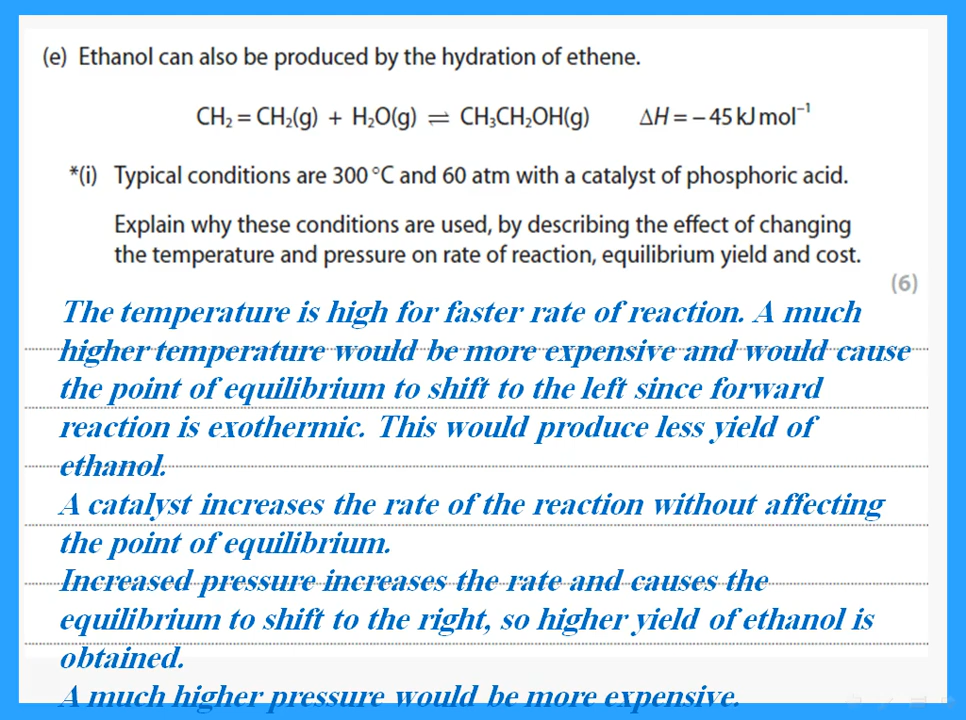 (e) Ethanol can also be produced by the hydration of ethene.
CH₂ = CH₂(g) + H₂O(g) ⇌ CH₃CH₂OH(g) ΔH = – 45 kJ mol⁻¹
*(i) Typical conditions are 300 °C and 60 atm with a catalyst of phosphoric acid.
Explain why these conditions are used, by describing the effect of changing
the temperature and pressure on rate of reaction, equilibrium yield and cost.
(6)
The temperature is high for faster rate of reaction. A much
higher temperature would be more expensive and would cause
the point of equilibrium to shift to the left since forward
reaction is exothermic. This would produce less yield of
ethanol.
A catalyst increases the rate of the reaction without affecting
the point of equilibrium.
Increased pressure increases the rate and causes the
equilibrium to shift to the right, so higher yield of ethanol is
obtained.
A much higher pressure would be more expensive.